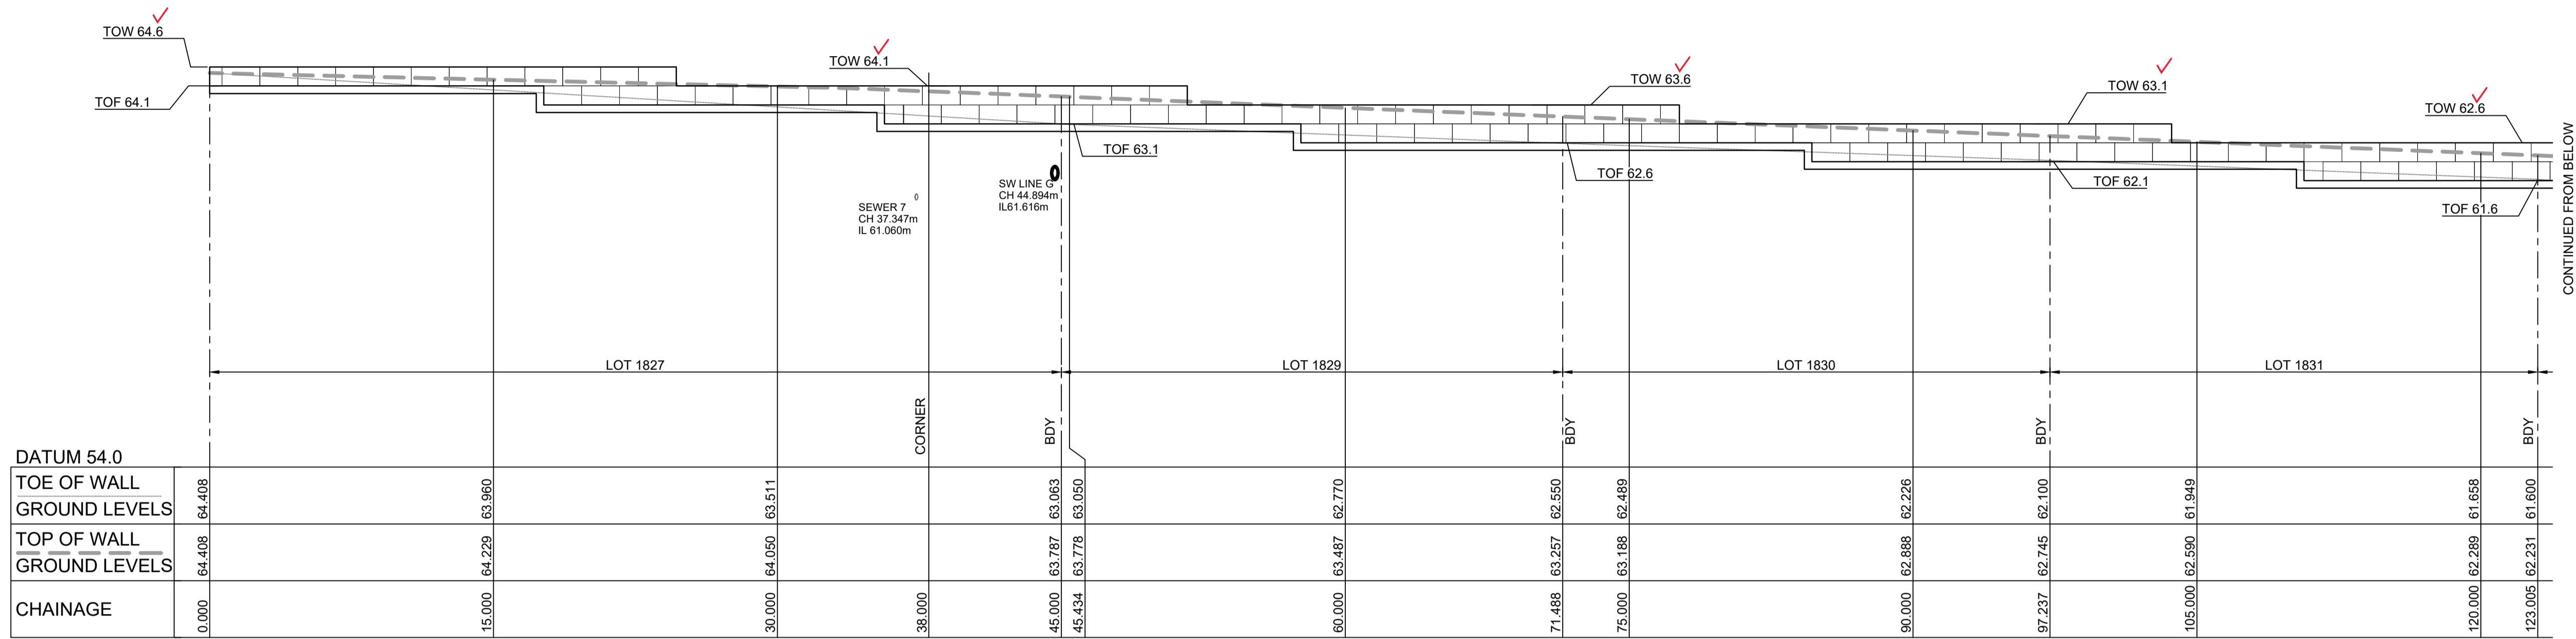 TOW 64.6
TOW 64.1
TOW 63.6
TOW 63.1
TOW 62.6
TOF 64.1
TOF 63.1
TOF 62.6
TOF 62.1
TOF 61.6
CONTINUED FROM BELOW
SEWER 7
CH 37.347m
IL 61.060m
SW LINE G
CH 44.894m
IL61.616m
LOT 1827
LOT 1829
LOT 1830
LOT 1831
CORNER
BDY
BDY
BDY
BDY
DATUM 54.0
TOE OF WALL
GROUND LEVELS
64.408
63.960
63.511
63.063
63.050
62.770
62.550
62.489
62.226
62.100
61.949
61.658
61.600
TOP OF WALL
GROUND LEVELS
64.408
64.229
64.050
63.787
63.778
63.487
63.257
63.188
62.888
62.745
62.590
62.289
62.231
CHAINAGE
0.000
15.000
30.000
38.000
45.000
45.434
60.000
71.488
75.000
90.000
97.237
105.000
120.000
123.005